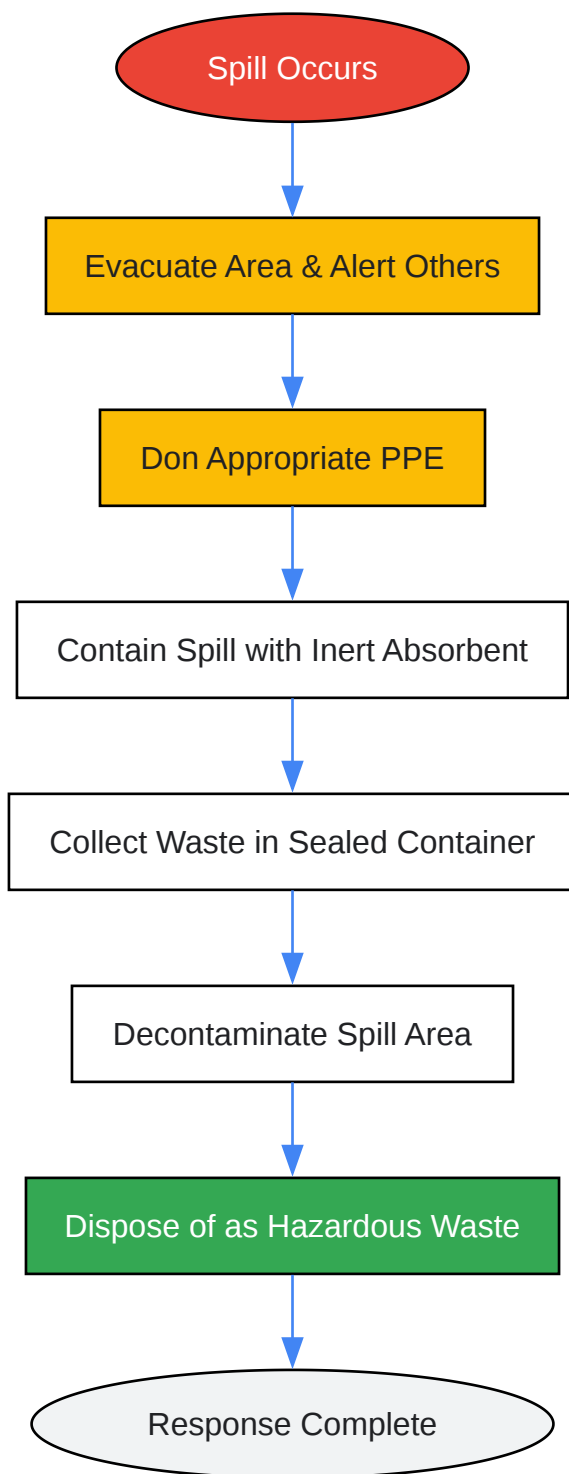 Spill Occurs
Evacuate Area & Alert Others
Don Appropriate PPE
Contain Spill with Inert Absorbent
Collect Waste in Sealed Container
Decontaminate Spill Area
Dispose of as Hazardous Waste
Response Complete